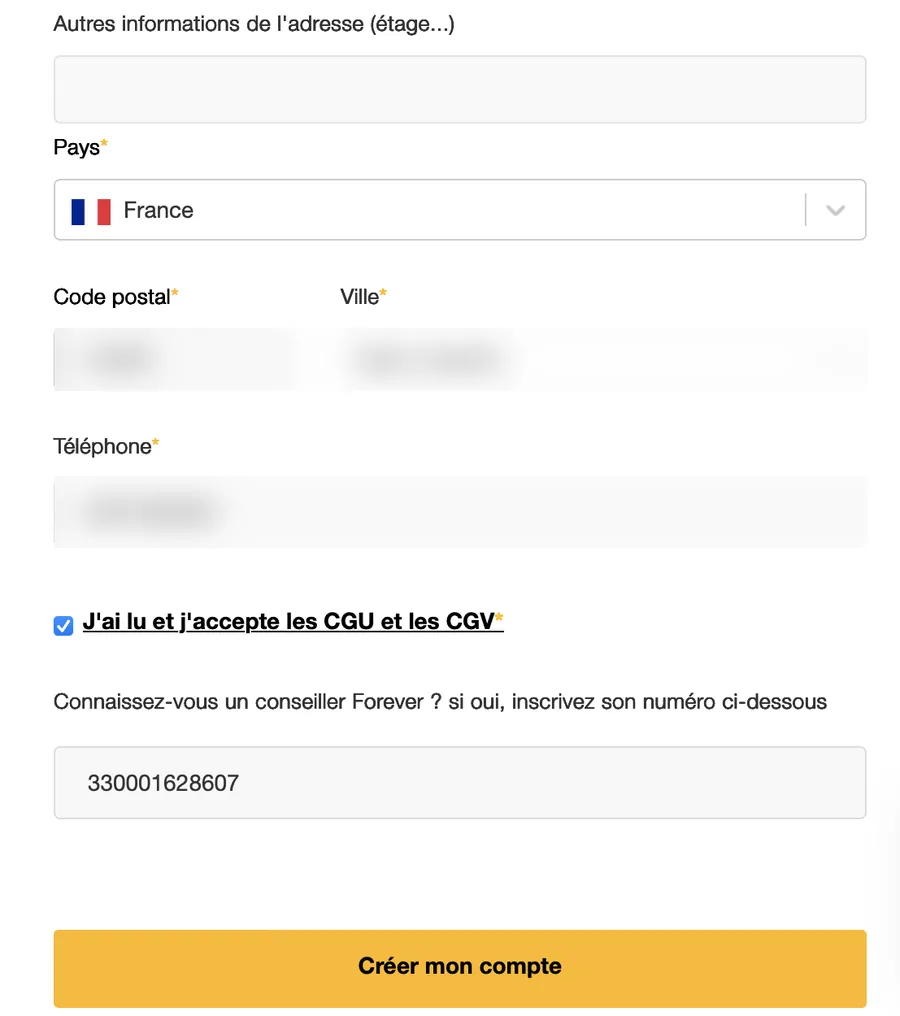 Autres informations de l'adresse (étage...)
Pays*
France
Code postal* Ville*
Téléphone*
J'ai lu et j'accepte les CGU et les CGV*
Connaissez-vous un conseiller Forever ? si oui, inscrivez son numéro ci-dessous
330001628607
Créer mon compte